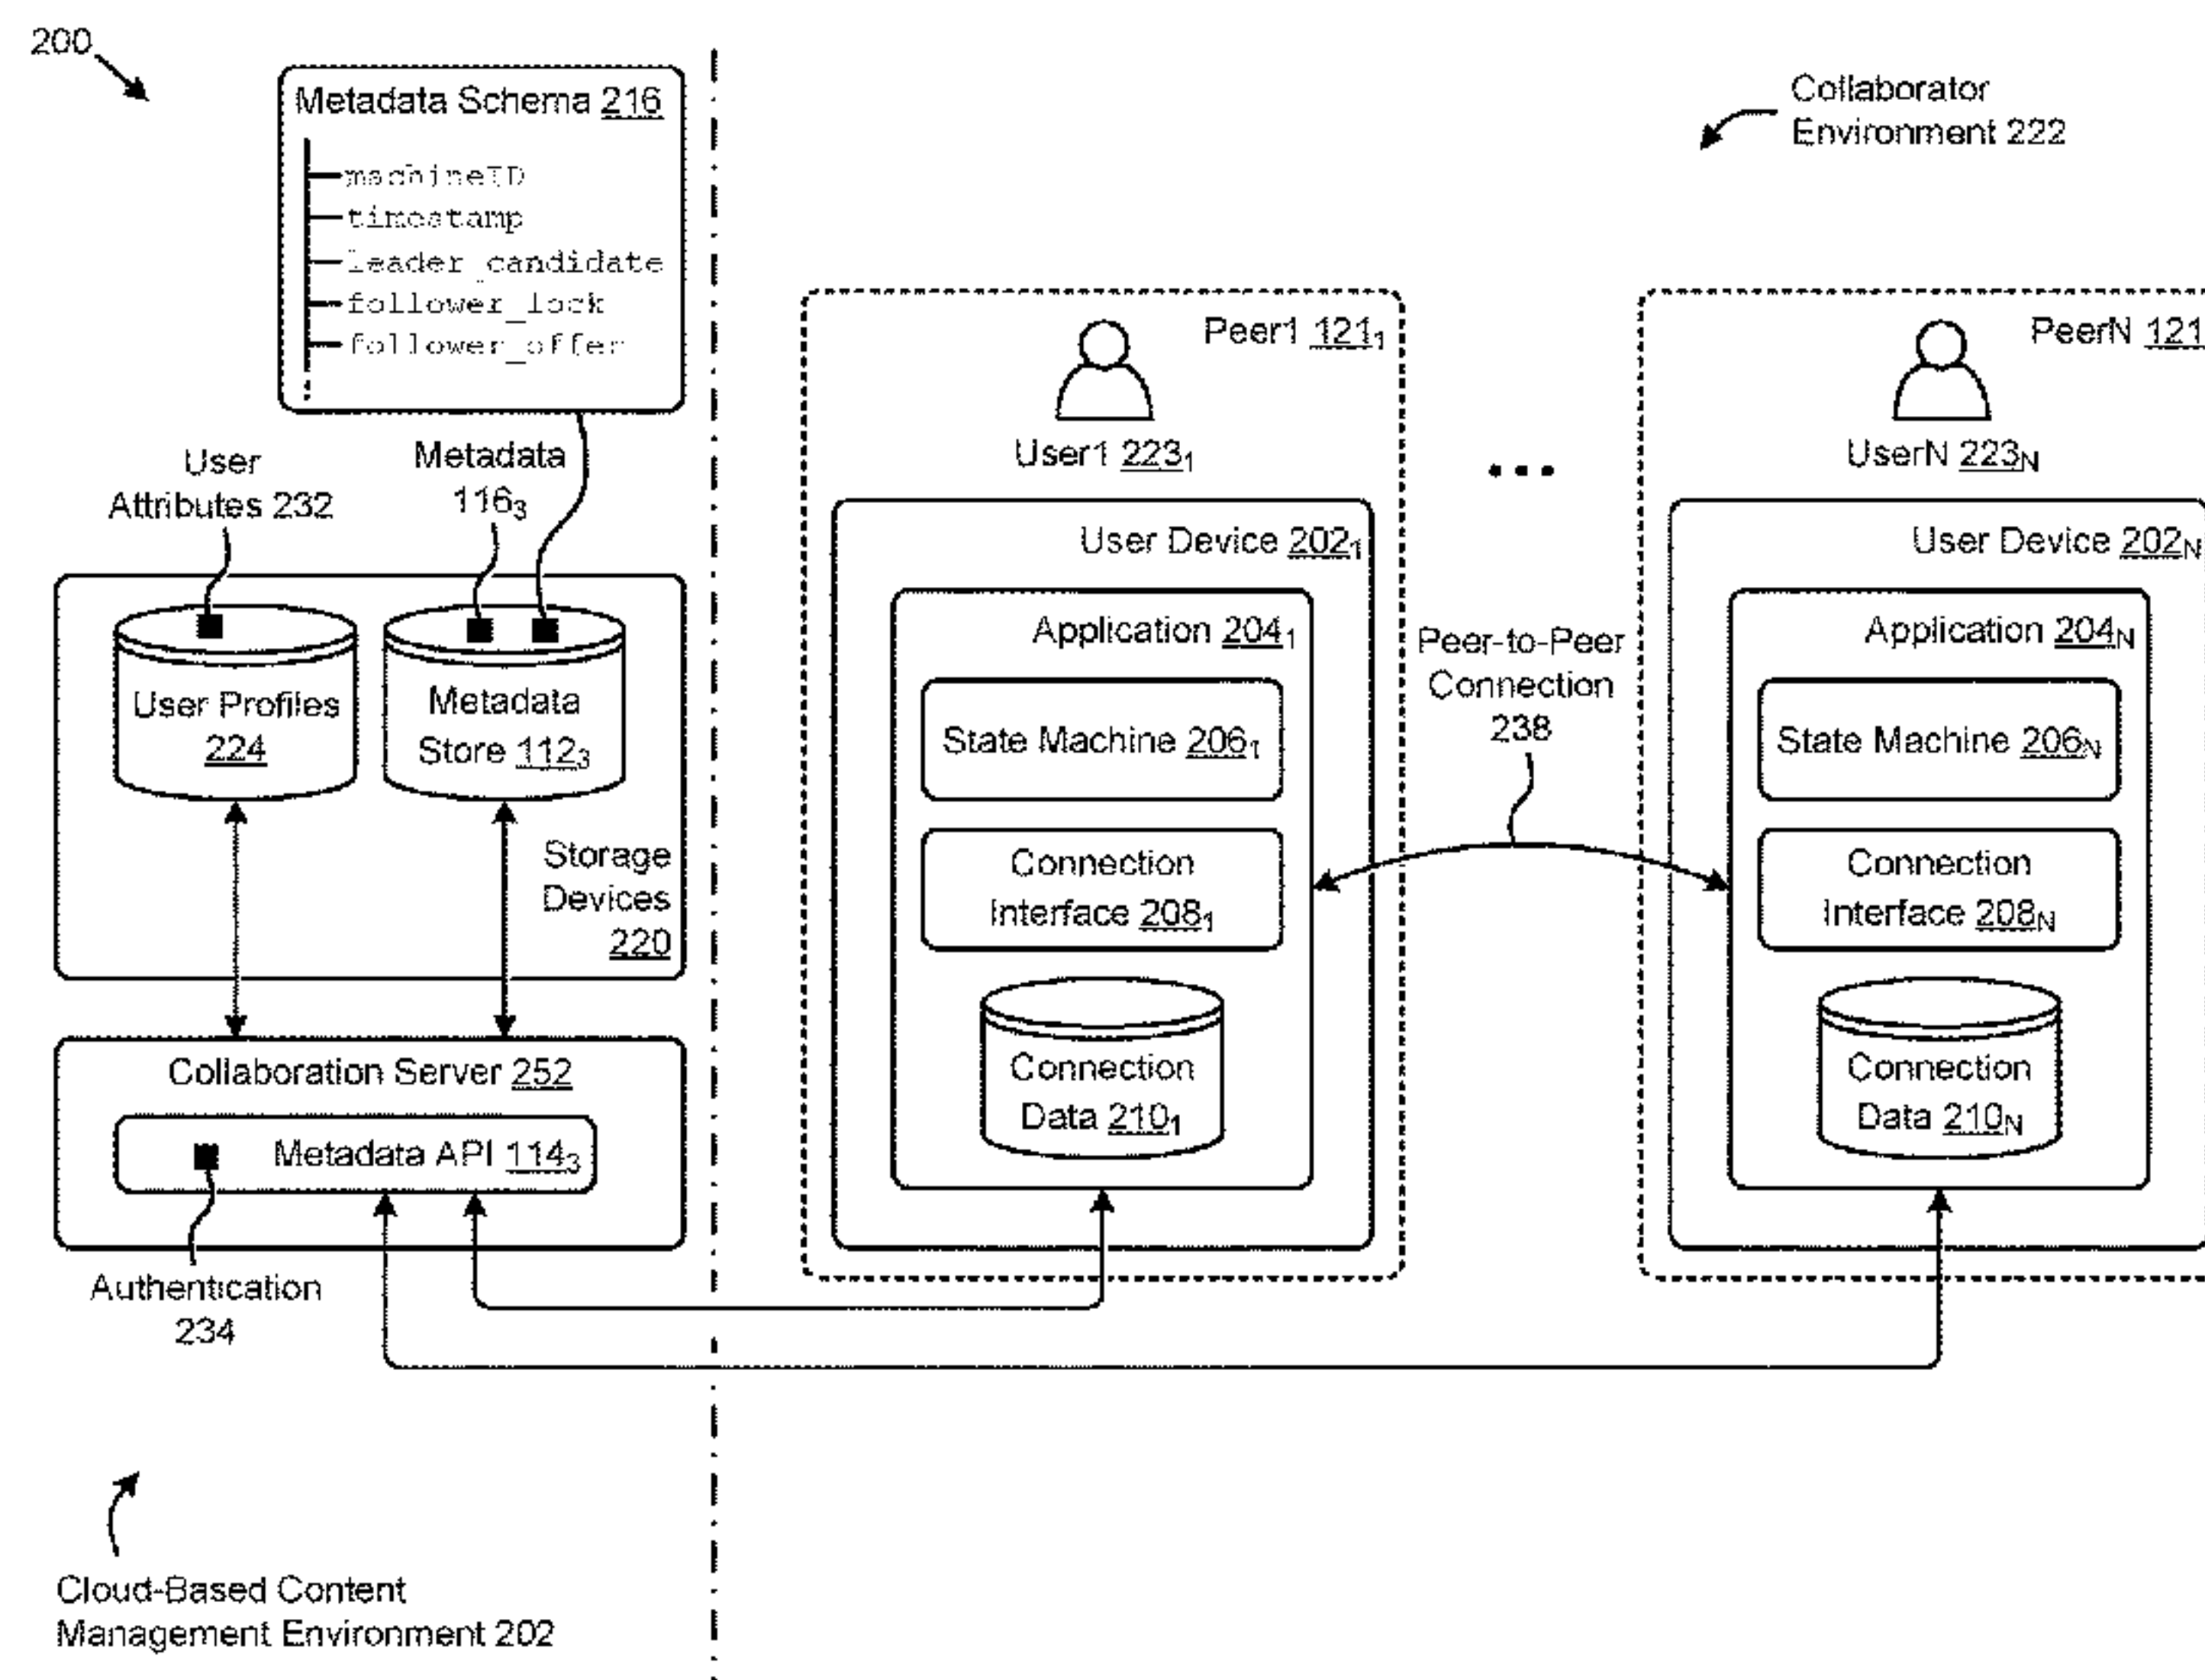 200
Metadata Schema 216
machineID
timestamp
leader_candidate
follower_lock
follower_offer
Collaborator
Environment 222
User
Attributes 232
Metadata
116₃
User Profiles
224
Metadata
Store 112₃
Storage
Devices
220
Collaboration Server 252
Metadata API 114₃
Authentication
234
Cloud-Based Content
Management Environment 202
Peer1 121₁
User1 223₁
User Device 202₁
Application 204₁
State Machine 206₁
Connection
Interface 208₁
Connection
Data 210₁
...
Peer-to-Peer
Connection
238
PeerN 121
UserN 223N
User Device 202N
Application 204N
State Machine 206N
Connection
Interface 208N
Connection
Data 210N